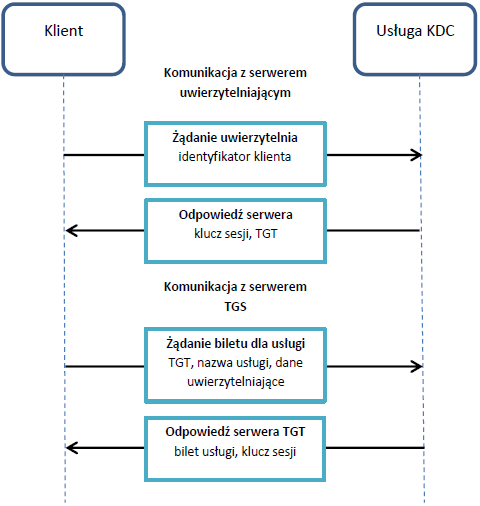 Klient
Usługa KDC
Komunikacja z serwerem
uwierzytelniającym
Żądanie uwierzytelnia
identyfikator klienta
Odpowiedź serwera
klucz sesji, TGT
Komunikacja z serwerem
TGS
Żądanie biletu dla usługi
TGT, nazwa usługi, dane
uwierzytelniające
Odpowiedź serwera TGT
bilet usługi, klucz sesji